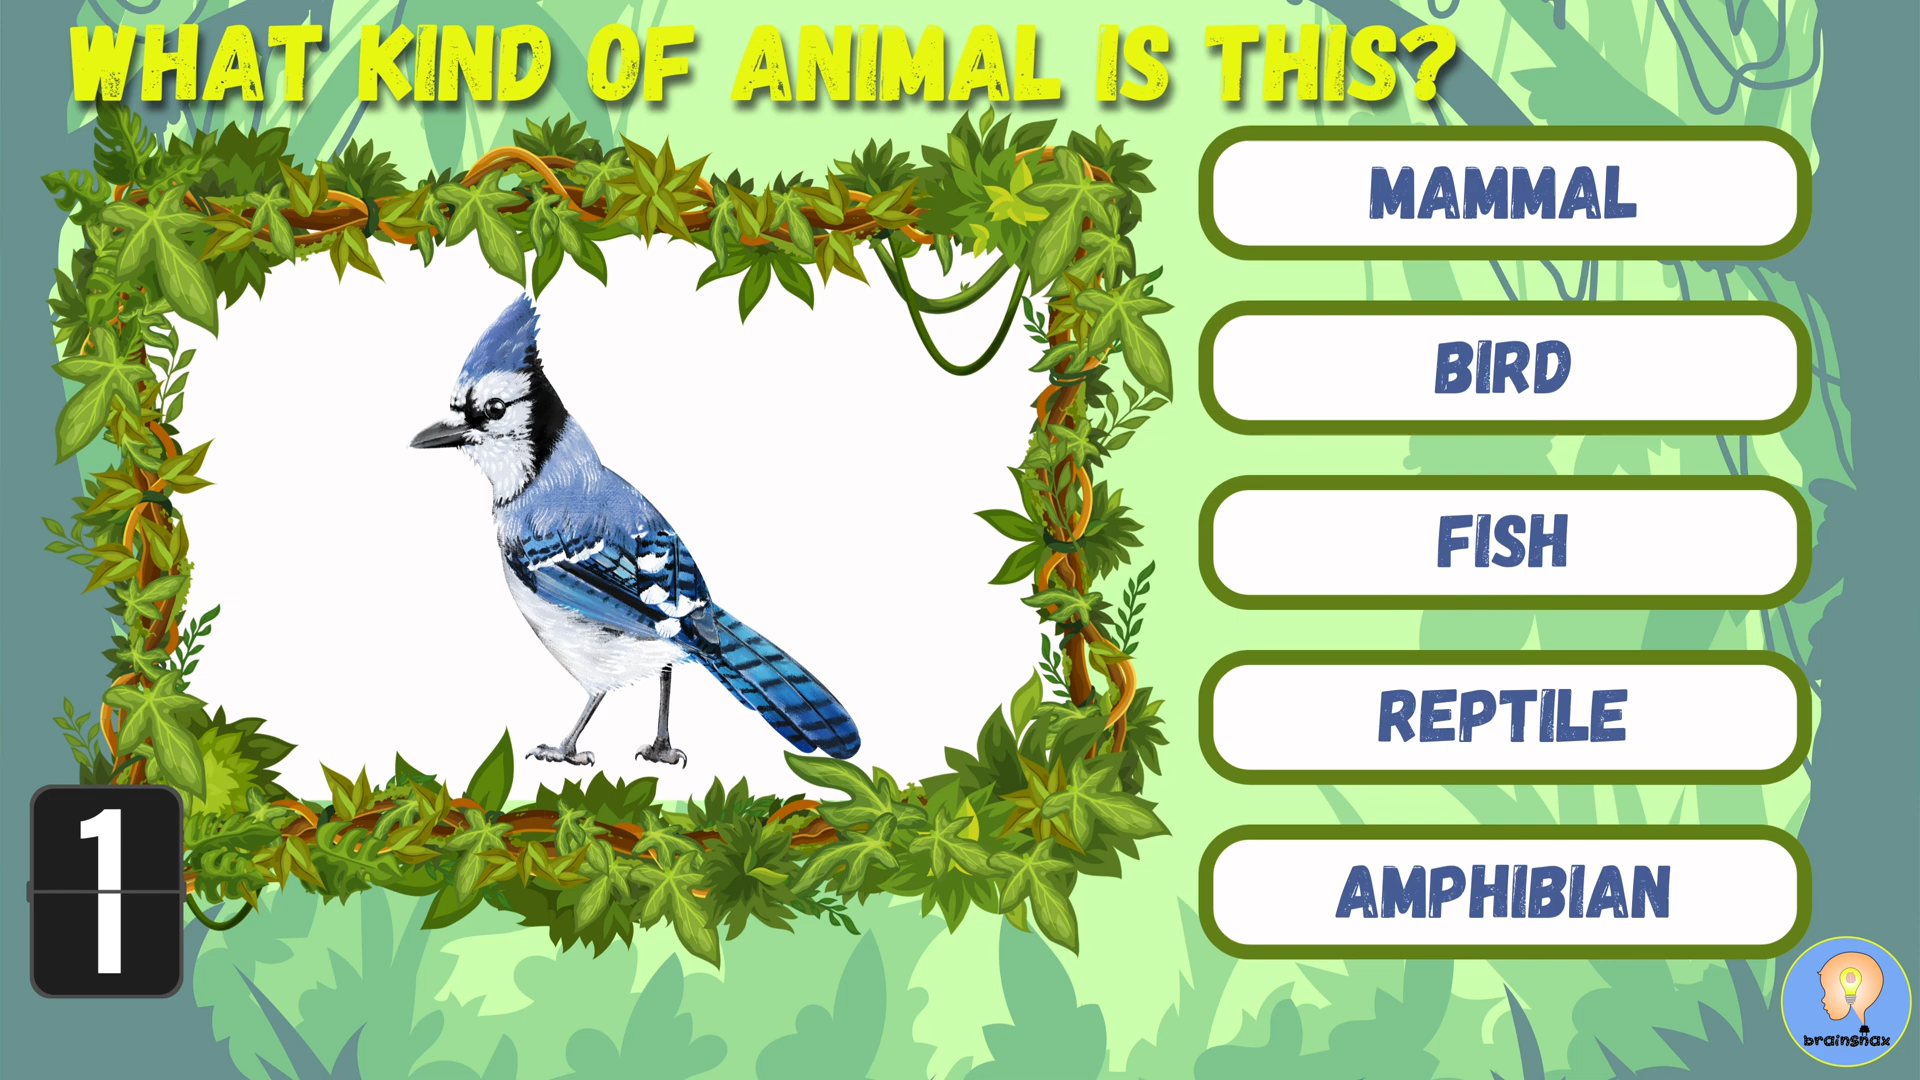 WHAT KIND OF ANIMAL IS THIS?
MAMMAL
BIRD
FISH
REPTILE
AMPHIBIAN
1
brainsnax